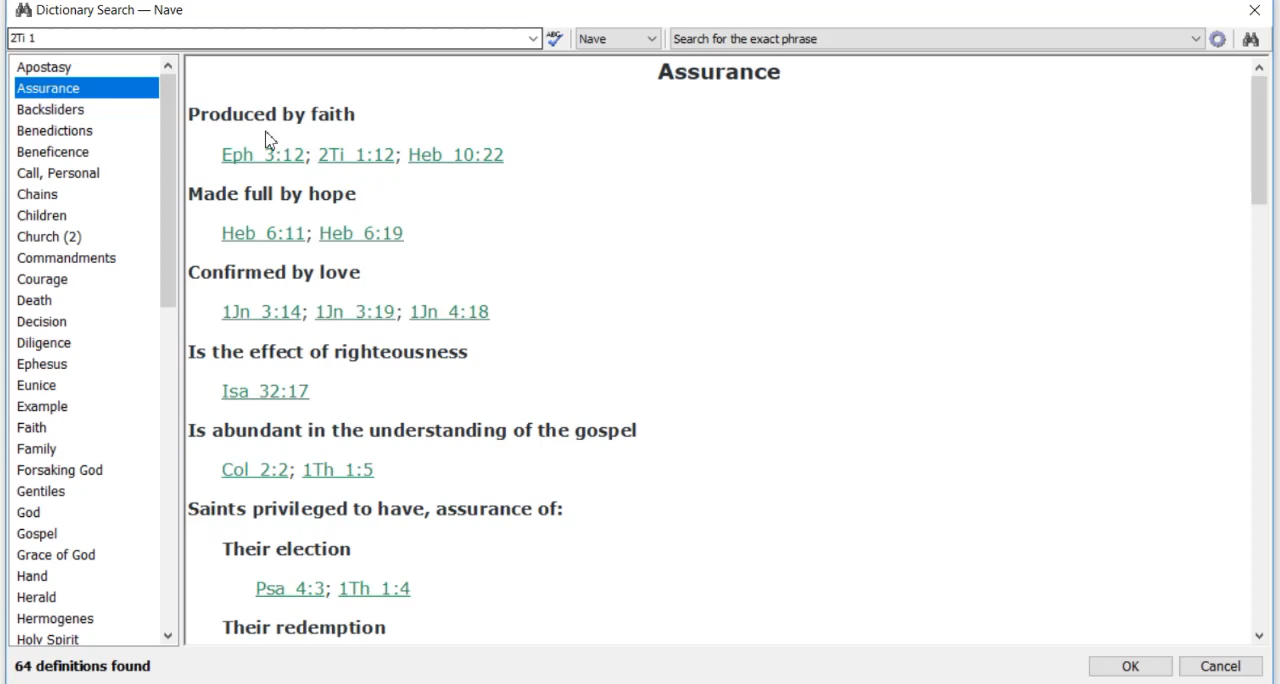 Dictionary Search — Nave
2Ti 1
ABC
Nave
Search for the exact phrase
Apostasy
Assurance
Backsliders
Benedictions
Beneficence
Call, Personal
Chains
Children
Church (2)
Commandments
Courage
Death
Decision
Diligence
Ephesus
Eunice
Example
Faith
Family
Forsaking God
Gentiles
God
Gospel
Grace of God
Hand
Herald
Hermogenes
Holy Spirit
Assurance
Produced by faith
Eph 3:12; 2Ti 1:12; Heb 10:22
Made full by hope
Heb 6:11; Heb 6:19
Confirmed by love
1Jn 3:14; 1Jn 3:19; 1Jn 4:18
Is the effect of righteousness
Isa 32:17
Is abundant in the understanding of the gospel
Col 2:2; 1Th 1:5
Saints privileged to have, assurance of:
Their election
Psa 4:3; 1Th 1:4
Their redemption
64 definitions found
OK
Cancel